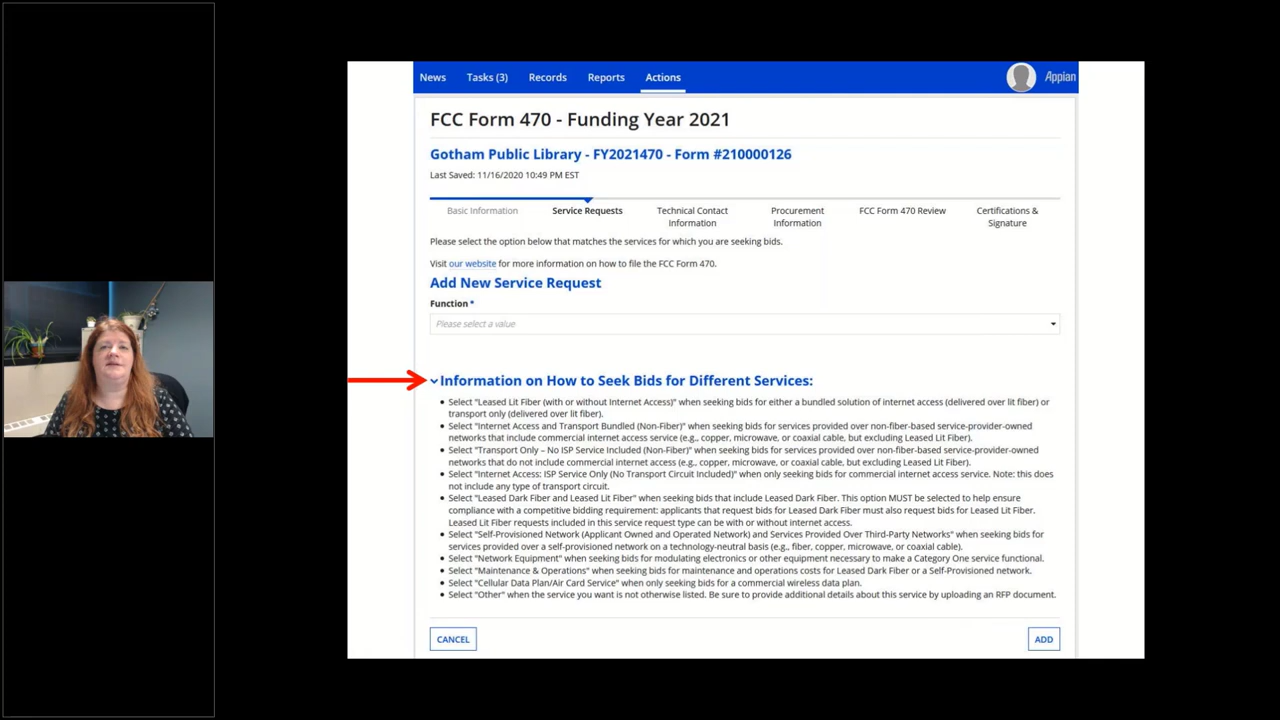 News Tasks (3) Records Reports Actions
Appian
FCC Form 470 - Funding Year 2021
Gotham Public Library - FY2021470 - Form #210000126
Last Saved: 11/16/2020 10:49 PM EST
Basic Information Service Requests Technical Contact Procurement FCC Form 470 Review Certifications &
Information Information Signature
Please select the option below that matches the services for which you are seeking bids.
Visit our website for more information on how to file the FCC Form 470.
Add New Service Request
Function *
Please select a value
Information on How to Seek Bids for Different Services:
• Select "Leased Lit Fiber (with or without Internet Access)" when seeking bids for either a bundled solution of internet access (delivered over lit fiber) or
transport only (delivered over lit fiber).
• Select "Internet Access and Transport Bundled (Non-Fiber)" when seeking bids for services provided over non-fiber-based service-provider-owned
networks that include commercial internet access service (e.g., copper, microwave, or coaxial cable, but excluding Leased Lit Fiber).
• Select "Transport Only – No ISP Service Included (Non-Fiber)" when seeking bids for services provided over non-fiber-based service-provider-owned
networks that do not include commercial internet access (e.g., copper, microwave, or coaxial cable, but excluding Leased Lit Fiber).
• Select "Internet Access: ISP Service Only (No Transport Circuit Included)" when only seeking bids for commercial internet access service. Note: this does
not include any type of transport circuit.
• Select "Leased Dark Fiber and Leased Lit Fiber" when seeking bids that include Leased Dark Fiber. This option MUST be selected to help ensure
compliance with a competitive bidding requirement: applicants that request bids for Leased Dark Fiber must also request bids for Leased Lit Fiber.
Leased Lit Fiber requests included in this service request type can be with or without internet access.
• Select "Self-Provisioned Network (Applicant Owned and Operated Network) and Services Provided Over Third-Party Networks" when seeking bids for
services provided over a self-provisioned network on a technology-neutral basis (e.g., fiber, copper, microwave, or coaxial cable).
• Select "Network Equipment" when seeking bids for modulating electronics or other equipment necessary to make a Category One service functional.
• Select "Maintenance & Operations" when seeking bids for maintenance and operations costs for Leased Dark Fiber or a Self-Provisioned network.
• Select "Cellular Data Plan/Air Card Service" when only seeking bids for a commercial wireless data plan.
• Select "Other" when the service you want is not otherwise listed. Be sure to provide additional details about this service by uploading an RFP document.
CANCEL ADD